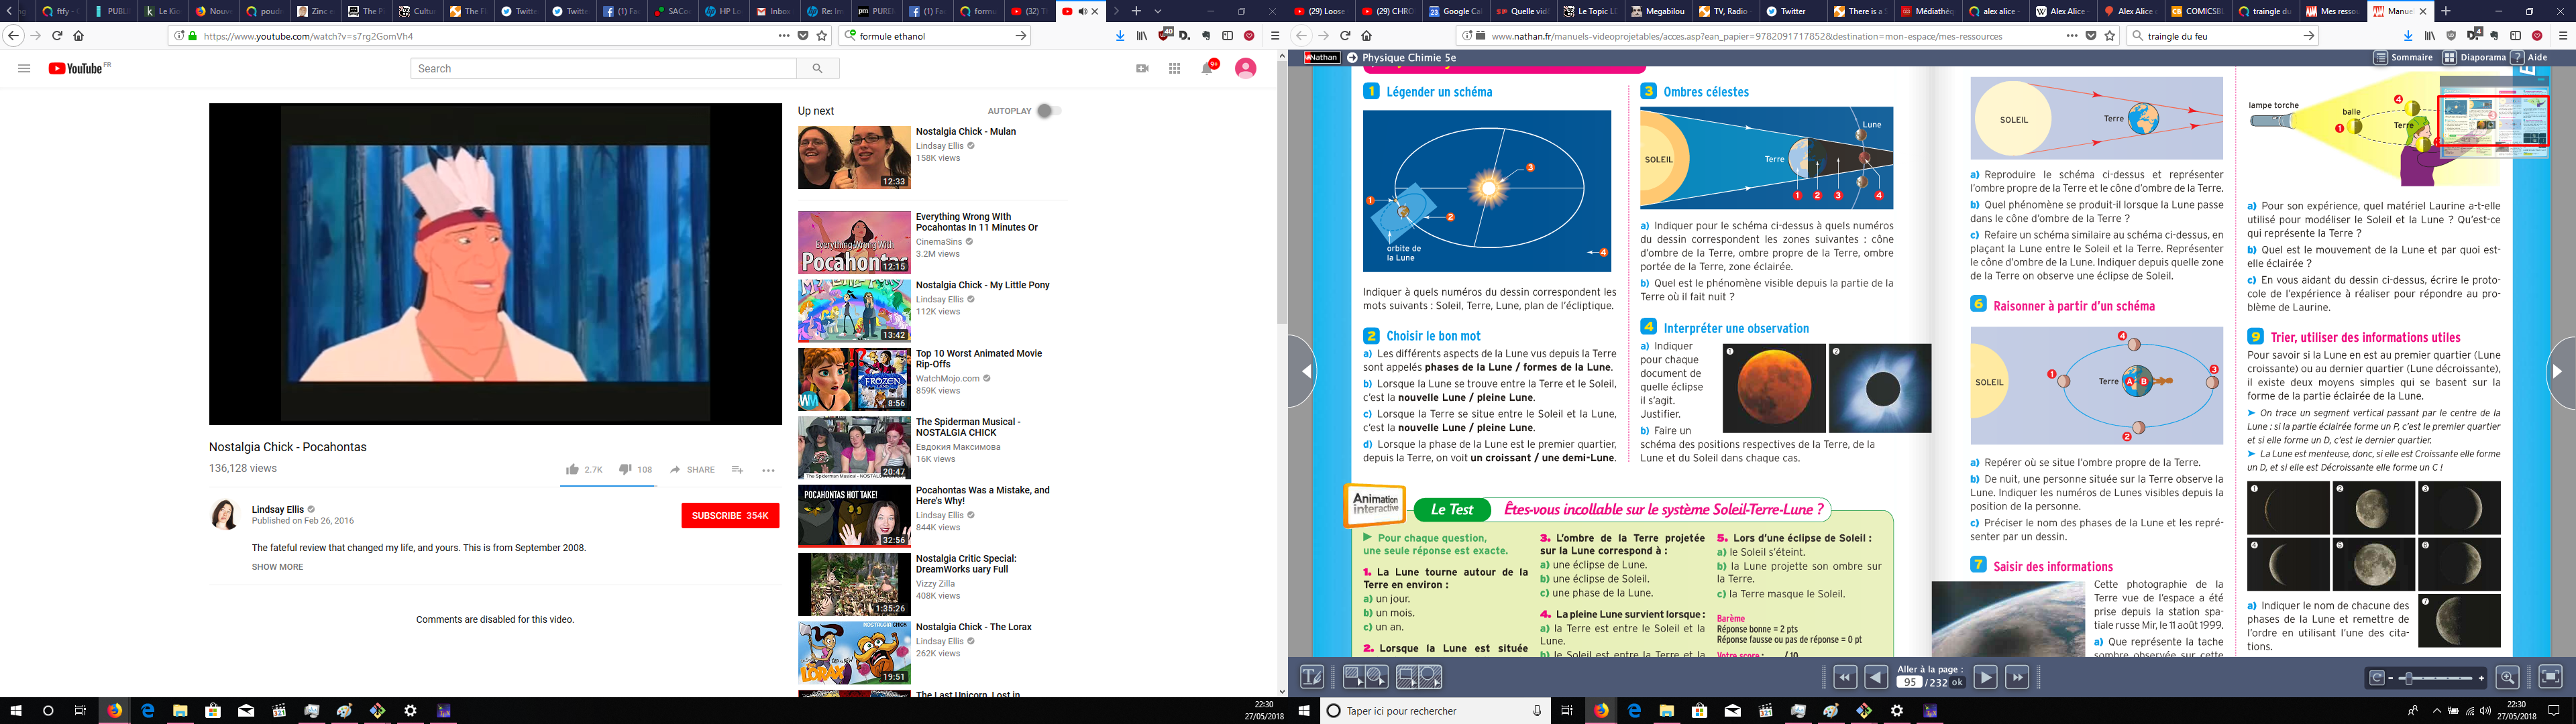 https://www.youtube.com/watch?v=s7rg2GomVh4
formule ethanol
YouTube FR
Search
9+
Nostalgia Chick - Pocahontas
136,128 views
2.7K
108
SHARE
Lindsay Ellis
Published on Feb 26, 2016
SUBSCRIBE 354K
The fateful review that changed my life, and yours. This is from September 2008.
SHOW MORE
Comments are disabled for this video.
Up next
AUTOPLAY
Nostalgia Chick - Mulan
Lindsay Ellis
158K views
12:33
Everything Wrong WIth
Pocahontas In 11 Minutes Or
CinemaSins
3.2M views
12:15
Nostalgia Chick - My Little Pony
Lindsay Ellis
112K views
13:42
Top 10 Worst Animated Movie
Rip-Offs
WatchMojo.com
859K views
8:56
The Spiderman Musical -
NOSTALGIA CHICK
Евдокия Максимова
16K views
20:47
Pocahontas Was a Mistake, and
Here's Why!
Lindsay Ellis
844K views
POCAHONTAS HOT TAKE!
32:56
Nostalgia Critic Special:
DreamWorks uary Full
Vizzy Zilla
408K views
1:35:26
Nostalgia Chick - The Lorax
Lindsay Ellis
262K views
19:51
The Last Unicorn, Lost in
22:30
27/05/2018
www.nathan.fr/manuels-videoprojetables/acces.asp?ean_papier=9782091717852&destination=mon-espace/mes-ressources
traingle du feu
Nathan
Physique Chimie 5e
Sommaire
Diaporama
? Aide
1 Légender un schéma
1
2
3
4
orbite de
la Lune
Indiquer à quels numéros du dessin correspondent les
mots suivants : Soleil, Terre, Lune, plan de l'écliptique.
2 Choisir le bon mot
a) Les différents aspects de la Lune vus depuis la Terre
sont appelés phases de la Lune / formes de la Lune.
b) Lorsque la Lune se trouve entre la Terre et le Soleil,
c'est la nouvelle Lune / pleine Lune.
c) Lorsque la Terre se situe entre le Soleil et la Lune,
c'est la nouvelle Lune / pleine Lune.
d) Lorsque la phase de la Lune est le premier quartier,
depuis la Terre, on voit un croissant / une demi-Lune.
3 Ombres célestes
SOLEIL
Terre
Lune
1 2 3 4
a) Indiquer pour le schéma ci-dessus à quels numéros
du dessin correspondent les zones suivantes : cône
d'ombre de la Terre, ombre propre de la Terre, ombre
portée de la Terre, zone éclairée.
b) Quel est le phénomène visible depuis la partie de la
Terre où il fait nuit ?
4 Interpréter une observation
a) Indiquer
pour chaque
document de
quelle éclipse
il s'agit.
Justifier.
b) Faire un
schéma des positions respectives de la Terre, de la
Lune et du Soleil dans chaque cas.
Animation
interactive
Le Test
Êtes-vous incollable sur le système Soleil-Terre-Lune ?
Pour chaque question,
une seule réponse est exacte.
1. La Lune tourne autour de la
Terre en environ :
a) un jour.
b) un mois.
c) un an.
2. Lorsque la Lune est située
3. L'ombre de la Terre projetée
sur la Lune correspond à :
a) une éclipse de Lune.
b) une éclipse de Soleil.
c) une phase de la Lune.
4. La pleine Lune survient lorsque :
a) la Terre est entre le Soleil et la
Lune.
b) le Soleil est entre la Terre et la
5. Lors d'une éclipse de Soleil :
a) le Soleil s'éteint.
b) la Lune projette son ombre sur
la Terre.
c) la Terre masque le Soleil.
Barème
Réponse bonne = 2 pts
Réponse fausse ou pas de réponse = 0 pt
Votre score : /10
SOLEIL
Terre
a) Reproduire le schéma ci-dessus et représenter
l'ombre propre de la Terre et le cône d'ombre de la Terre.
b) Quel phénomène se produit-il lorsque la Lune passe
dans le cône d'ombre de la Terre ?
c) Refaire un schéma similaire au schéma ci-dessus, en
plaçant la Lune entre le Soleil et la Terre. Représenter
le cône d'ombre de la Lune. Indiquer depuis quelle zone
de la Terre on observe une éclipse de Soleil.
6 Raisonner à partir d'un schéma
SOLEIL
Terre
A B
1
2
3
4
a) Repérer où se situe l'ombre propre de la Terre.
b) De nuit, une personne située sur la Terre observe la
Lune. Indiquer les numéros de Lunes visibles depuis la
position de la personne.
c) Préciser le nom des phases de la Lune et les repré-
senter par un dessin.
7 Saisir des informations
Cette photographie de la
Terre vue de l'espace a été
prise depuis la station spa-
tiale russe Mir, le 11 août 1999.
a) Que représente la tache
sombre observée sur cette
lampe torche
balle
Terre
1
4
a) Pour son expérience, quel matériel Laurine a-t-elle
utilisé pour modéliser le Soleil et la Lune ? Qu'est-ce
qui représente la Terre ?
b) Quel est le mouvement de la Lune et par quoi est-
elle éclairée ?
c) En vous aidant du dessin ci-dessus, écrire le proto-
cole de l'expérience à réaliser pour répondre au pro-
blème de Laurine.
9 Trier, utiliser des informations utiles
Pour savoir si la Lune en est au premier quartier (Lune
croissante) ou au dernier quartier (Lune décroissante),
il existe deux moyens simples qui se basent sur la
forme de la partie éclairée de la Lune.
➤ On trace un segment vertical passant par le centre de la
Lune : si la partie éclairée forme un P, c'est le premier quartier
et si elle forme un D, c'est le dernier quartier.
➤ La Lune est menteuse, donc, si elle est Croissante elle forme
un D, et si elle est Décroissante elle forme un C !
a) Indiquer le nom de chacune des
phases de la Lune et remettre de
l'ordre en utilisant l'une des cita-
tions.
Aller à la page :
95 /232 ok
Taper ici pour rechercher
22:30
27/05/2018